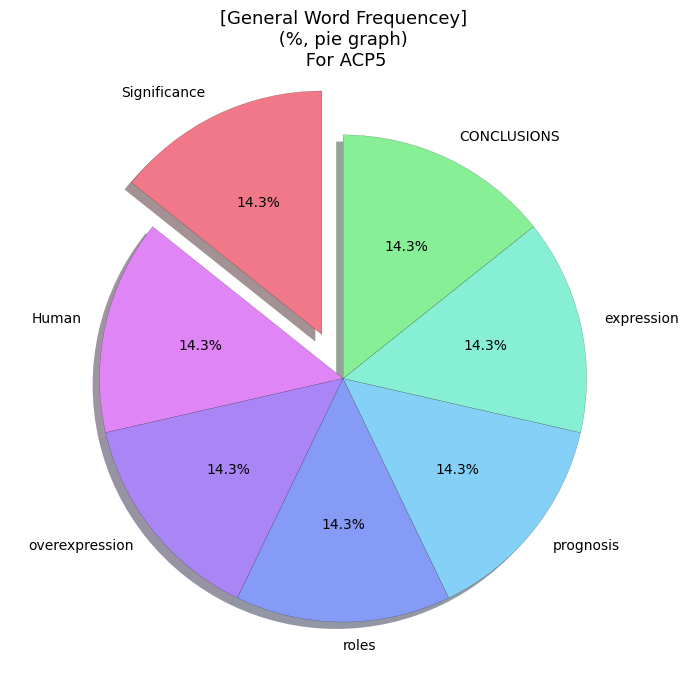 [General Word Frequencey]
(%, pie graph)
For ACP5
Significance
CONCLUSIONS
14.3%
14.3%
Human
expression
14.3%
14.3%
14.3%
14.3%
14.3%
overexpression
prognosis
roles